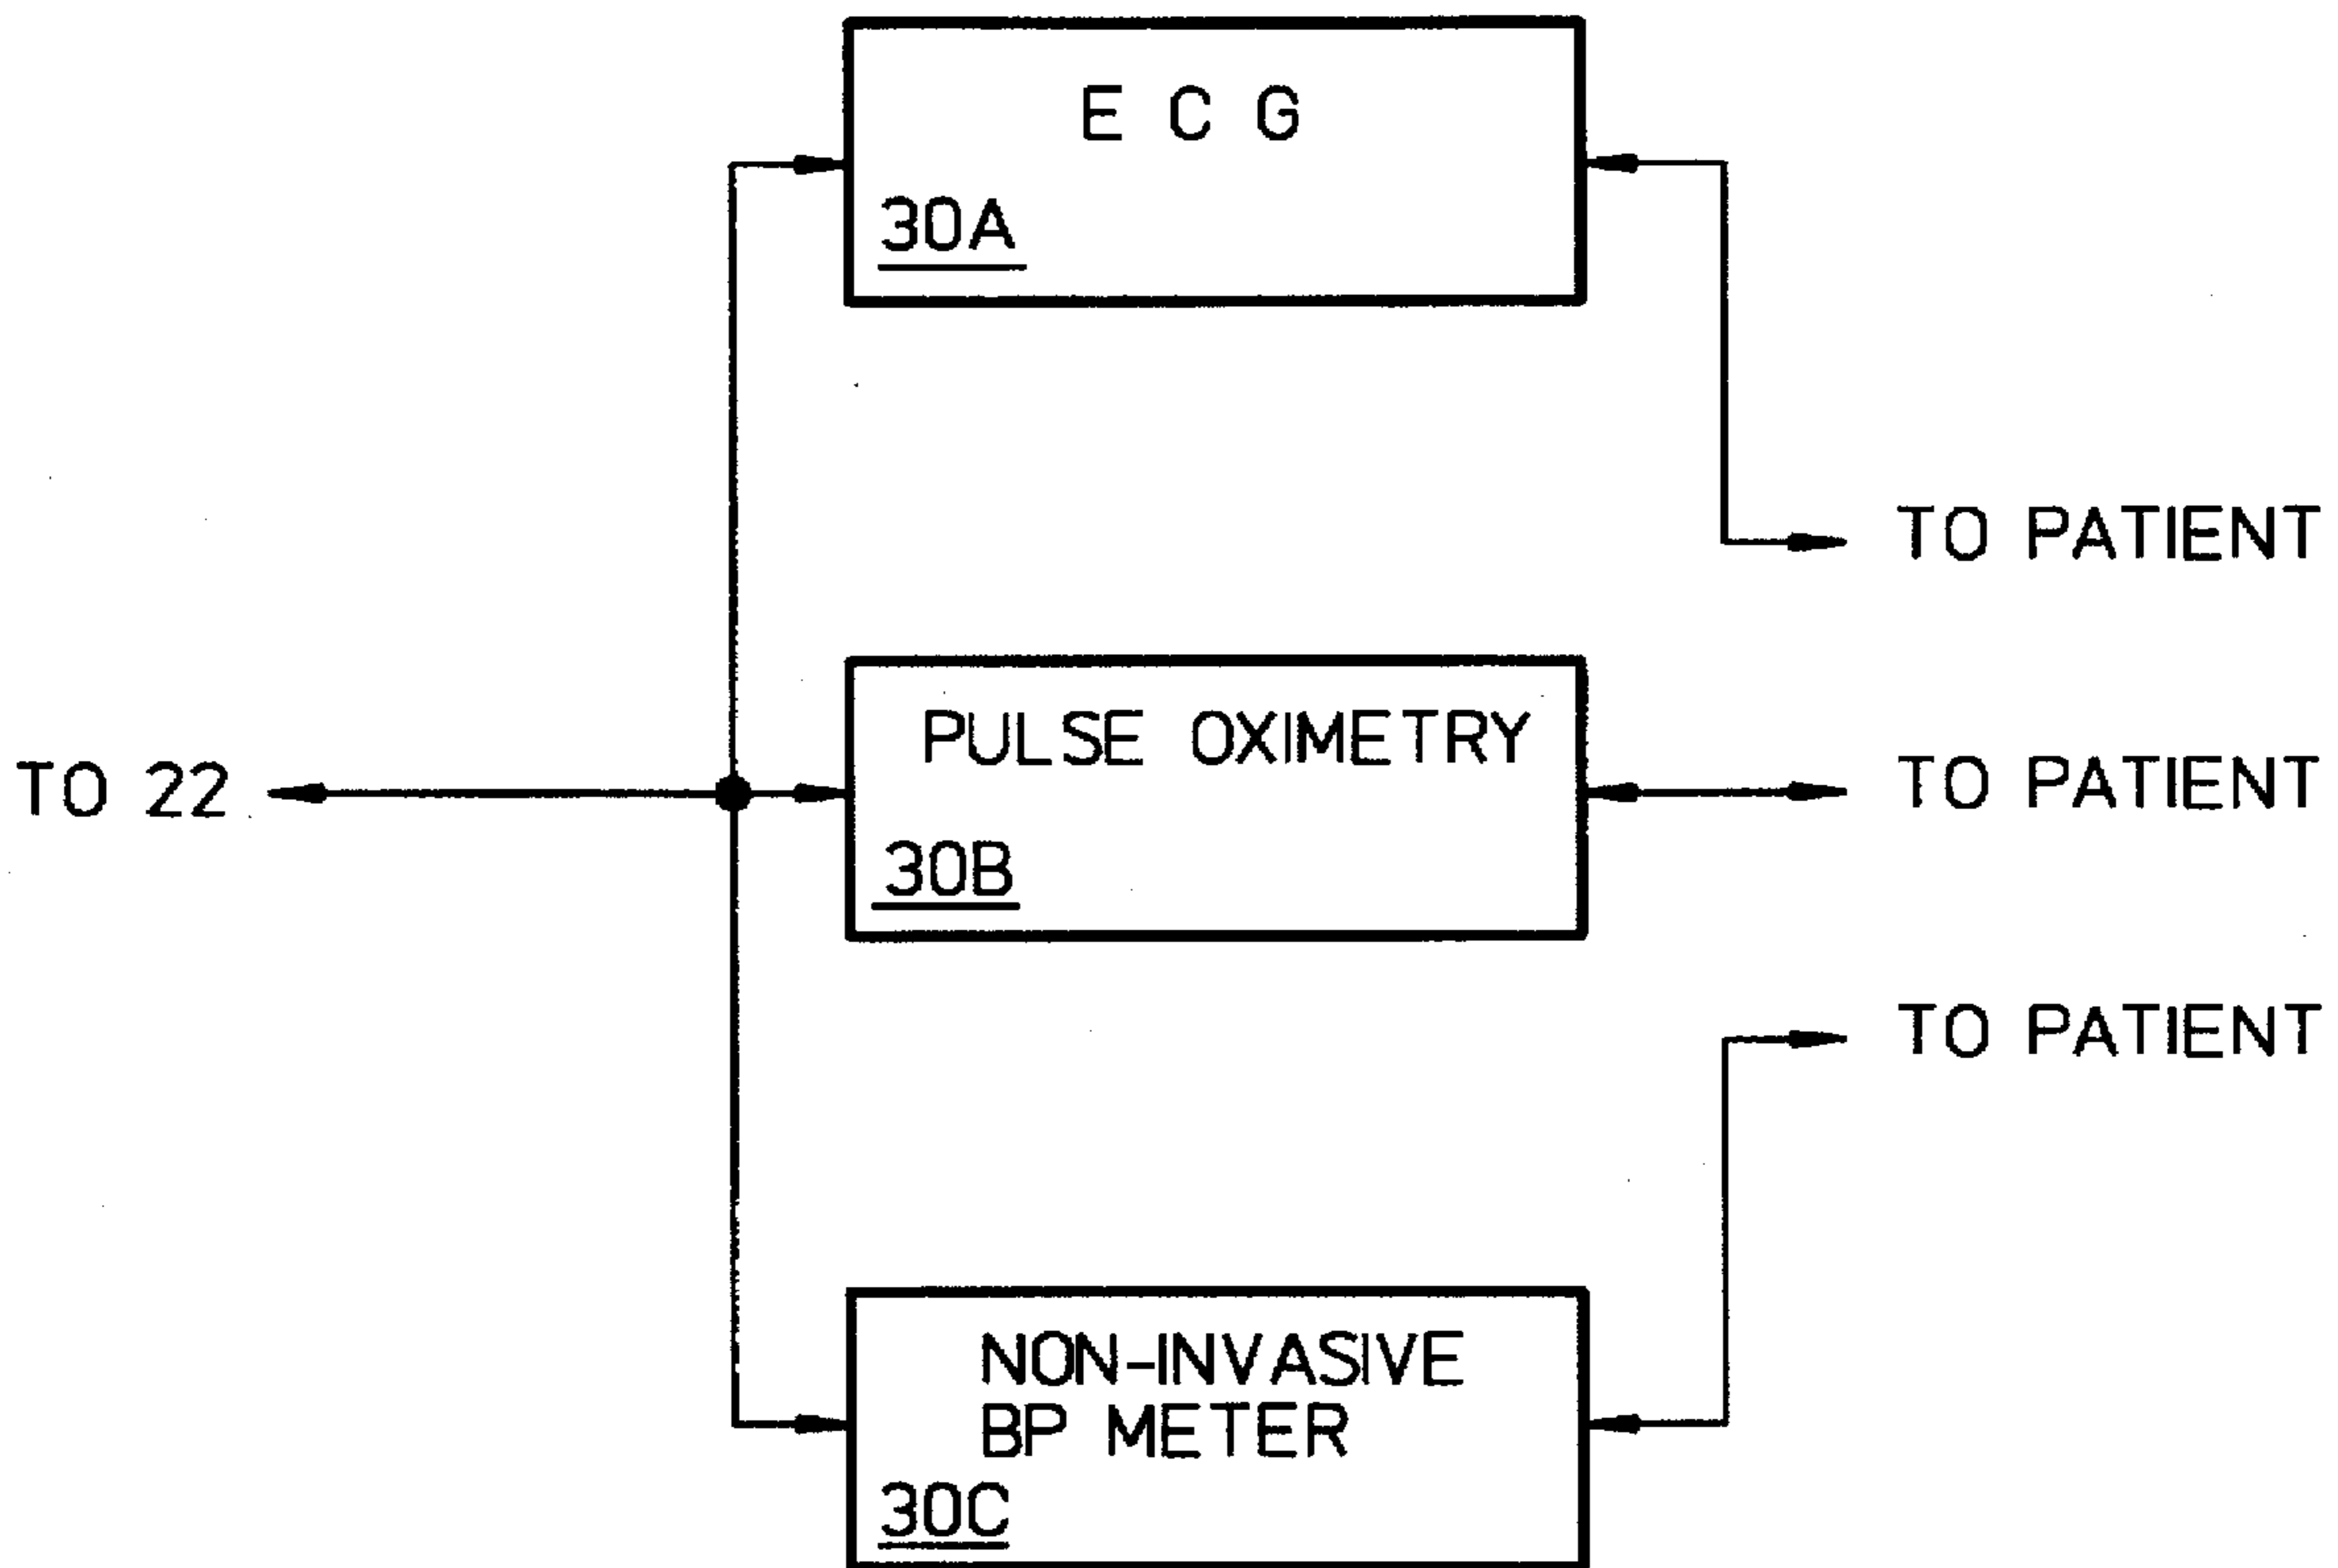 E C G
30A
TO PATIENT
PULSE OXIMETRY
TO 22
TO PATIENT
30B
TO PATIENT
NON-INVASIVE
BP METER
30C